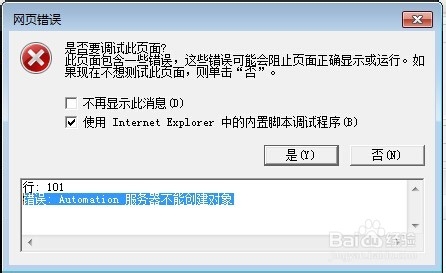 网页错误
是否要调试此页面?
此页面包含一些错误，这些错误可能会阻止页面正确显示或运行。如
果现在不想测试此页面，则单击“否”。
不再显示此消息(D)
使用 Internet Explorer 中的内置脚本调试程序(B)
是(Y)
否(N)
行: 101
错误: Automation 服务器不能创建对象
Baidu 经验